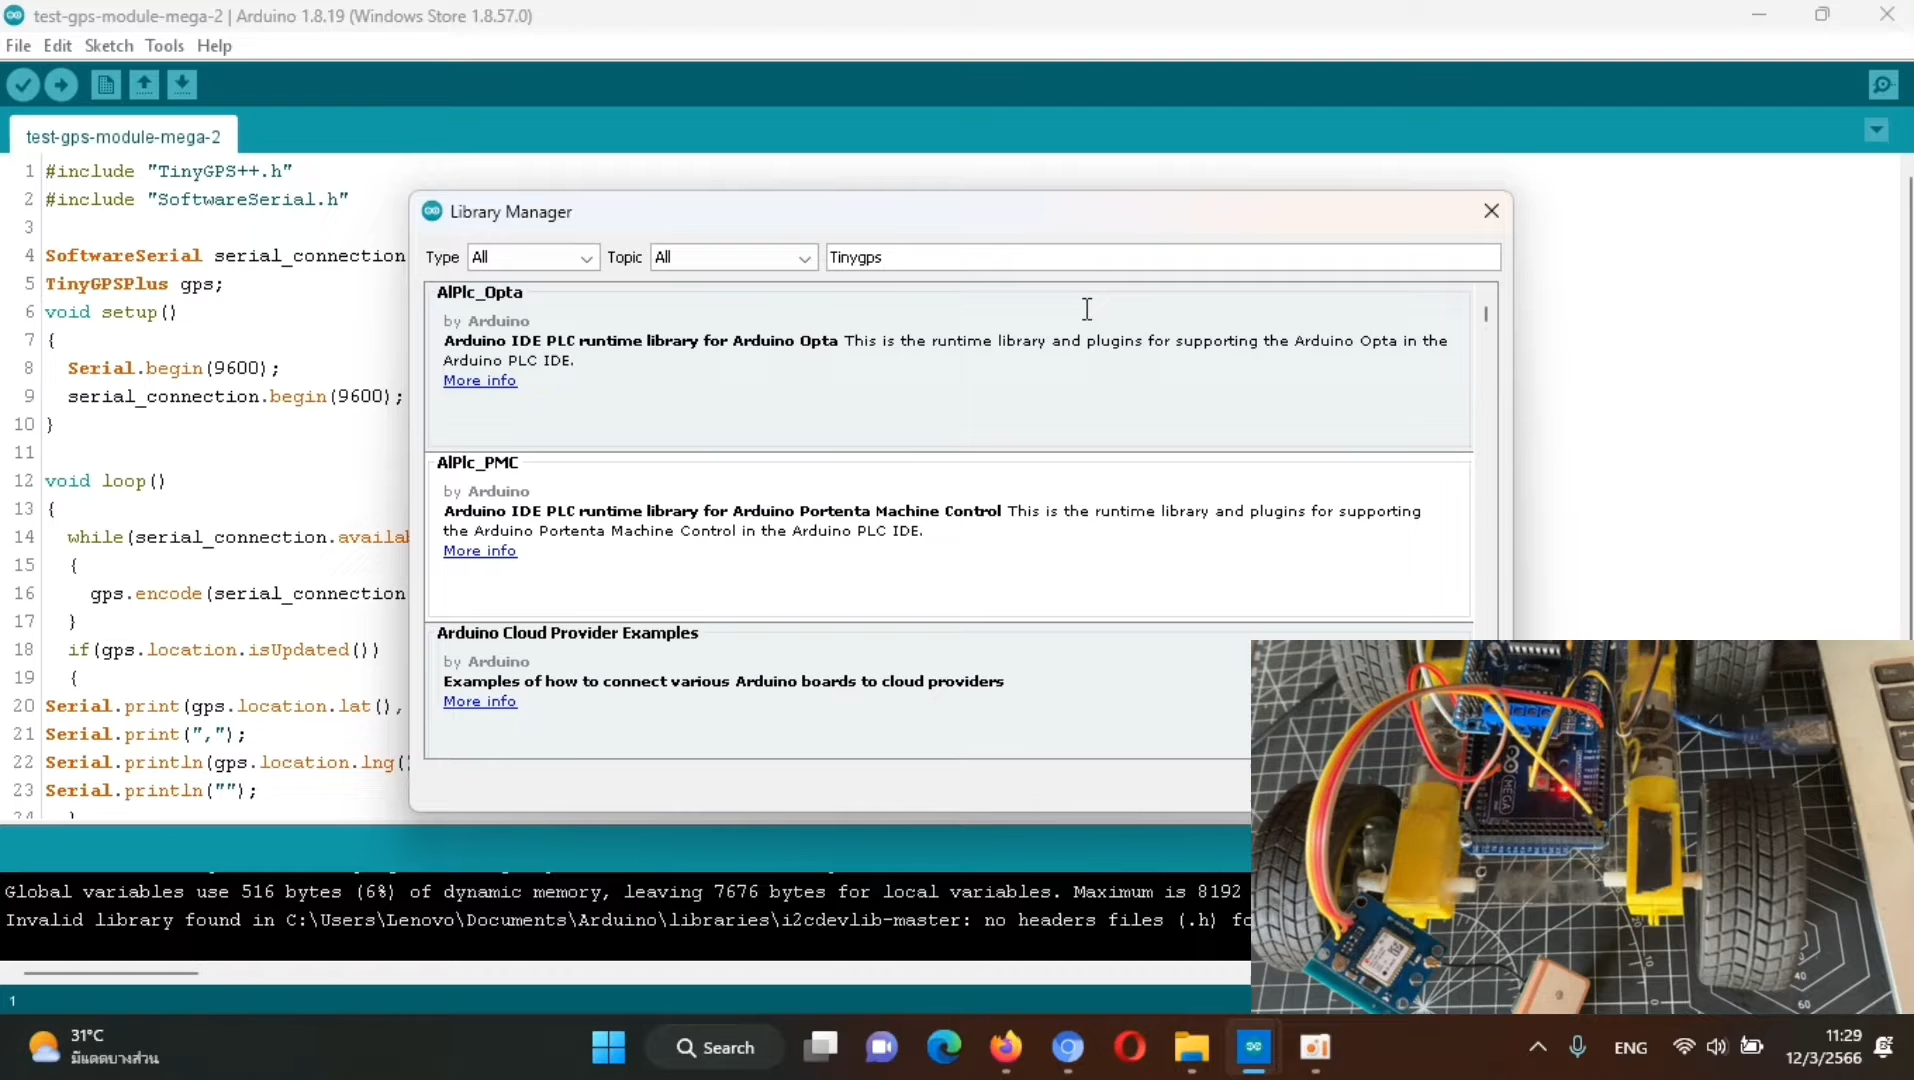 test-gps-module-mega-2 | Arduino 1.8.19 (Windows Store 1.8.57.0)
File Edit Sketch Tools Help
test-gps-module-mega-2
1 #include "TinyGPS++.h"
2 #include "SoftwareSerial.h"
3
4 SoftwareSerial serial_connection
5 TinyGPSPlus gps;
6 void setup()
7 {
8 Serial.begin(9600);
9 serial_connection.begin(9600);
10 }
11
12 void loop()
13 {
14 while(serial_connection.availab
15 {
16 gps.encode(serial_connection
17 }
18 if(gps.location.isUpdated())
19 {
20 Serial.print(gps.location.lat(),
21 Serial.print(",");
22 Serial.println(gps.location.lng(
23 Serial.println("");
24 }
Library Manager
Type All Topic All Tinygps
AlPlc_Opta
by Arduino
Arduino IDE PLC runtime library for Arduino Opta This is the runtime library and plugins for supporting the Arduino Opta in the
Arduino PLC IDE.
More info
AlPlc_PMC
by Arduino
Arduino IDE PLC runtime library for Arduino Portenta Machine Control This is the runtime library and plugins for supporting
the Arduino Portenta Machine Control in the Arduino PLC IDE.
More info
Arduino Cloud Provider Examples
by Arduino
Examples of how to connect various Arduino boards to cloud providers
More info
Global variables use 516 bytes (6%) of dynamic memory, leaving 7676 bytes for local variables. Maximum is 8192
Invalid library found in C:\Users\Lenovo\Documents\Arduino\libraries\i2cdevlib-master: no headers files (.h) fo
1
MEGA
31°C
มีแดดบางส่วน
Search
ENG
11:29
12/3/2566